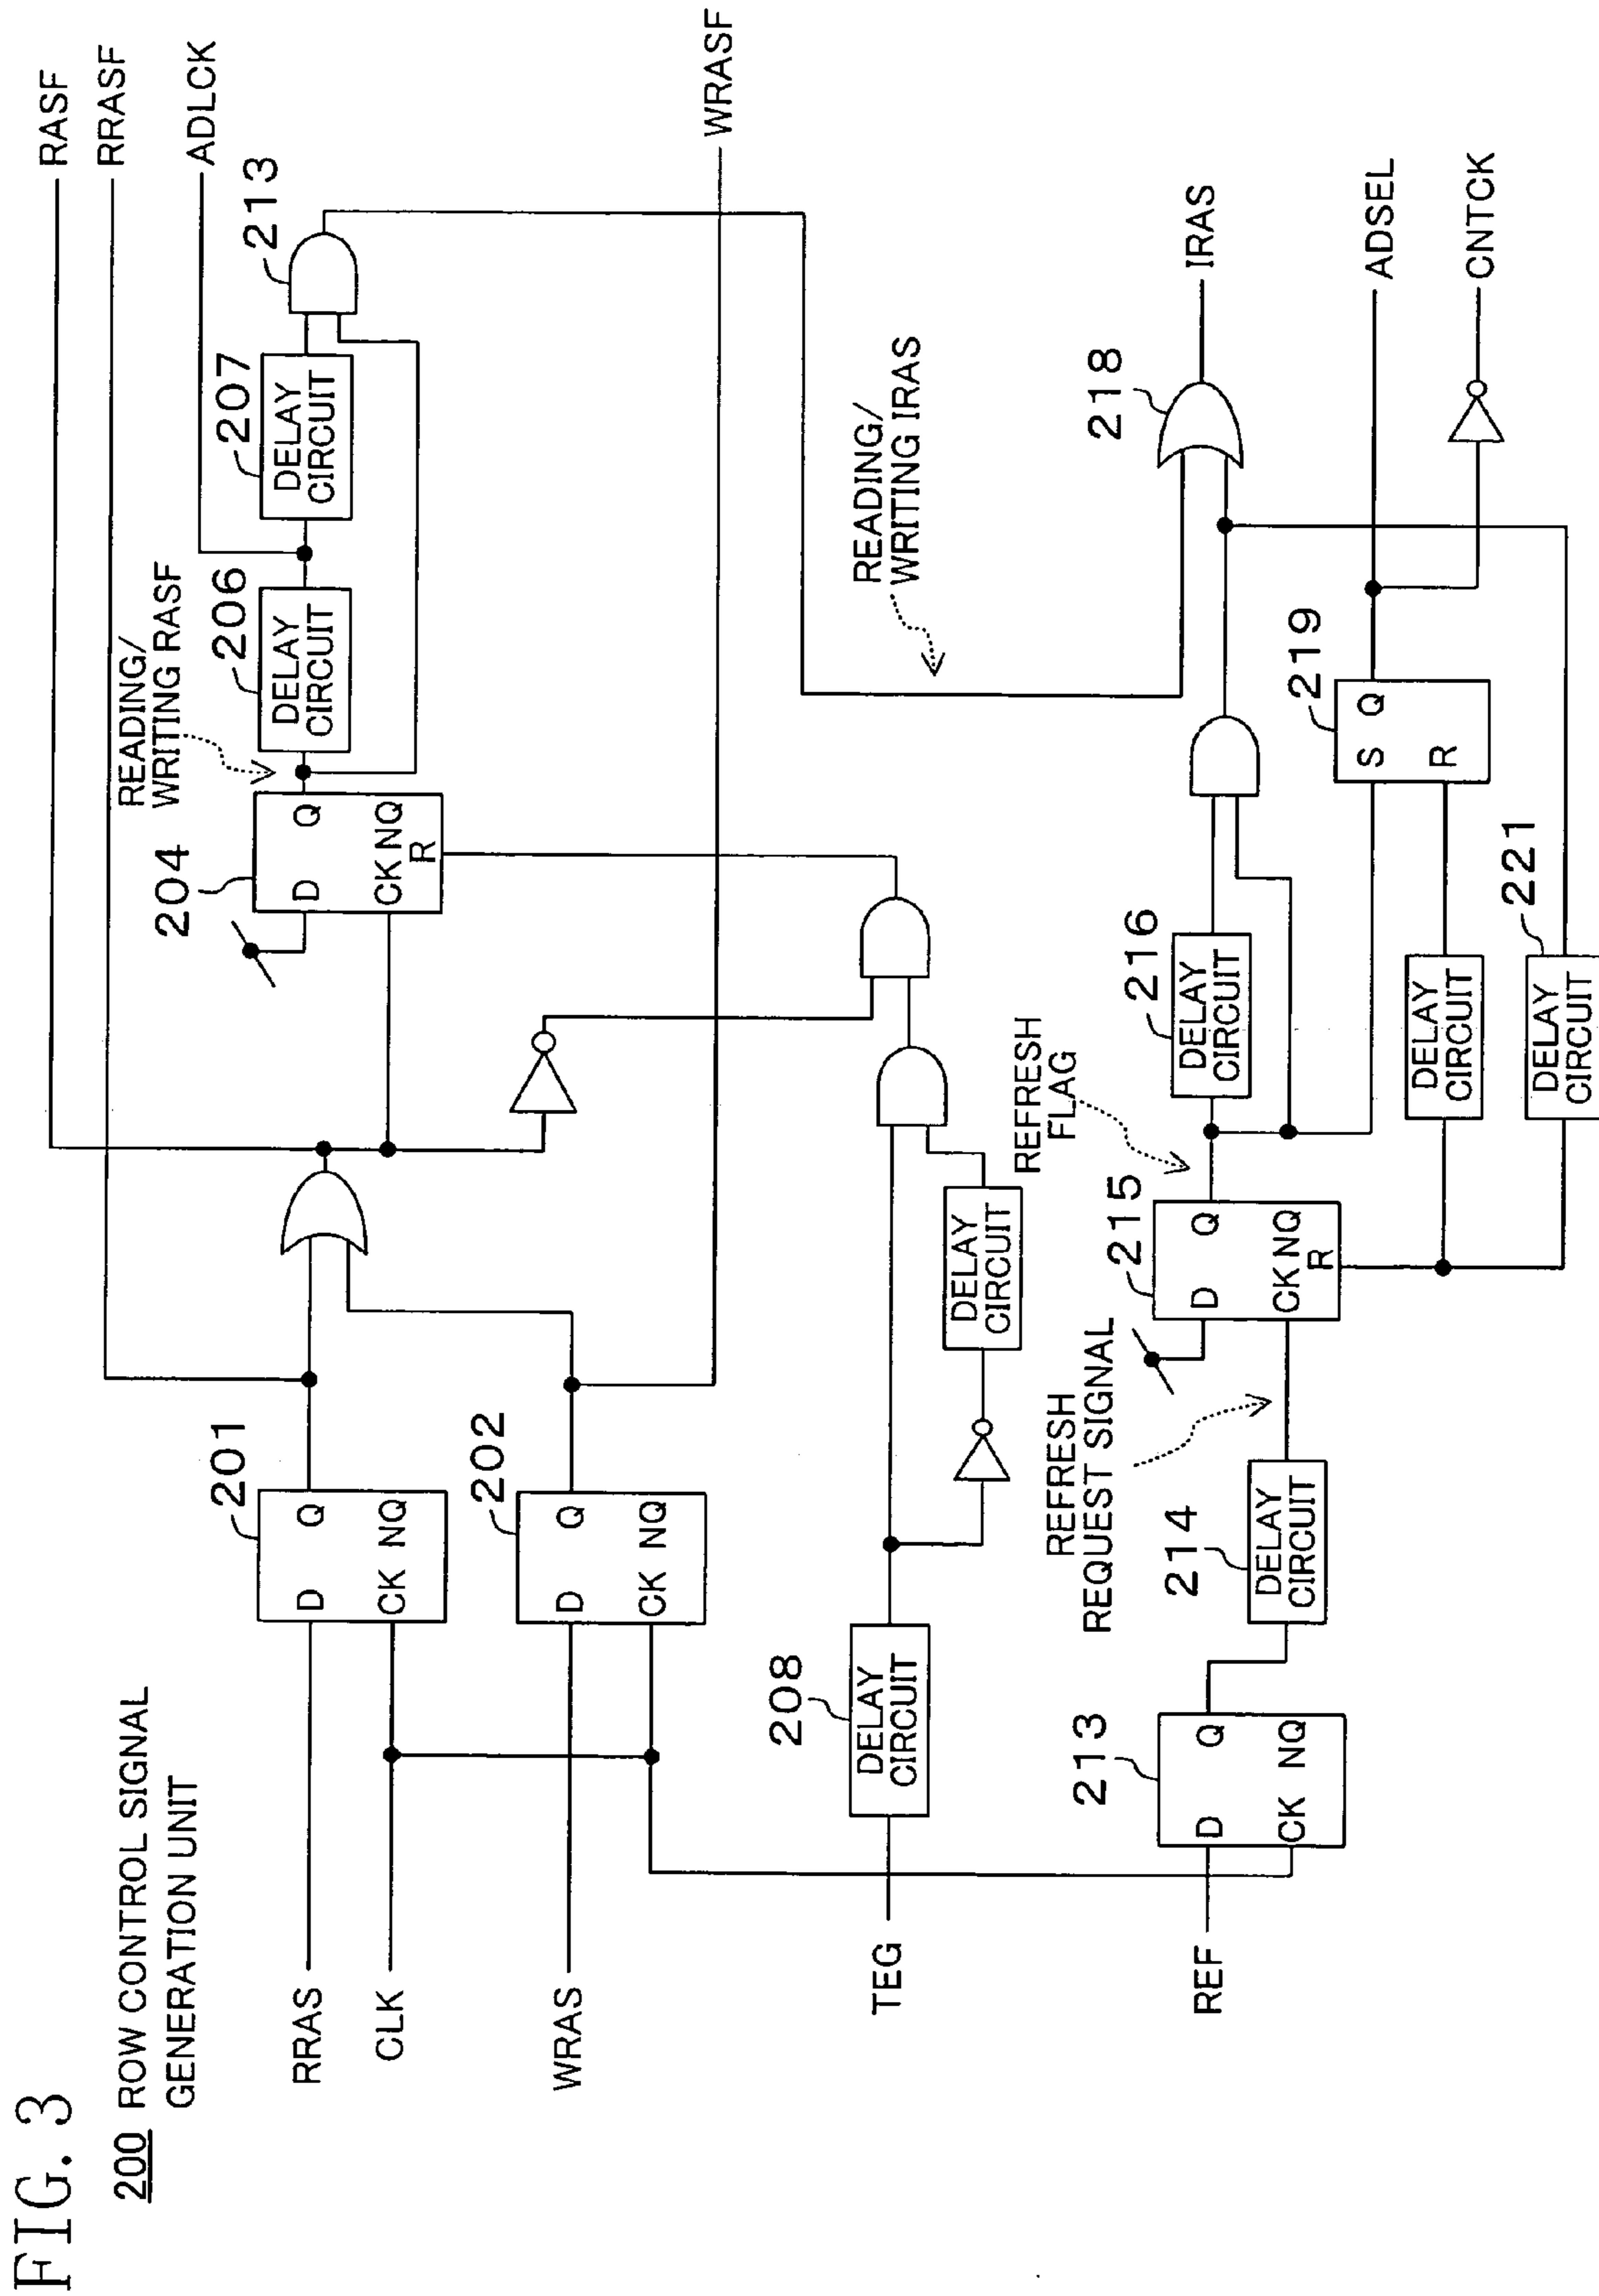 FIG. 3
200 ROW CONTROL SIGNAL
GENERATION UNIT
RRAS
CLK
WRAS
TEG
REF
201
D Q
CK NQ
202
D Q
CK NQ
208
DELAY
CIRCUIT
213
D Q
CK NQ
214
DELAY
CIRCUIT
REFRESH
REQUEST SIGNAL
DELAY
CIRCUIT
215
D Q
CK NQ
R
REFRESH
FLAG
204
D Q
CK NQ
R
READING/
WRITING RASF
206
DELAY
CIRCUIT
207
DELAY
CIRCUIT
213
216
DELAY
CIRCUIT
DELAY
CIRCUIT
221
DELAY
CIRCUIT
219
S Q
R
READING/
WRITING IRAS
218
RASF
RRASF
ADLCK
WRASF
IRAS
ADSEL
CNTCK